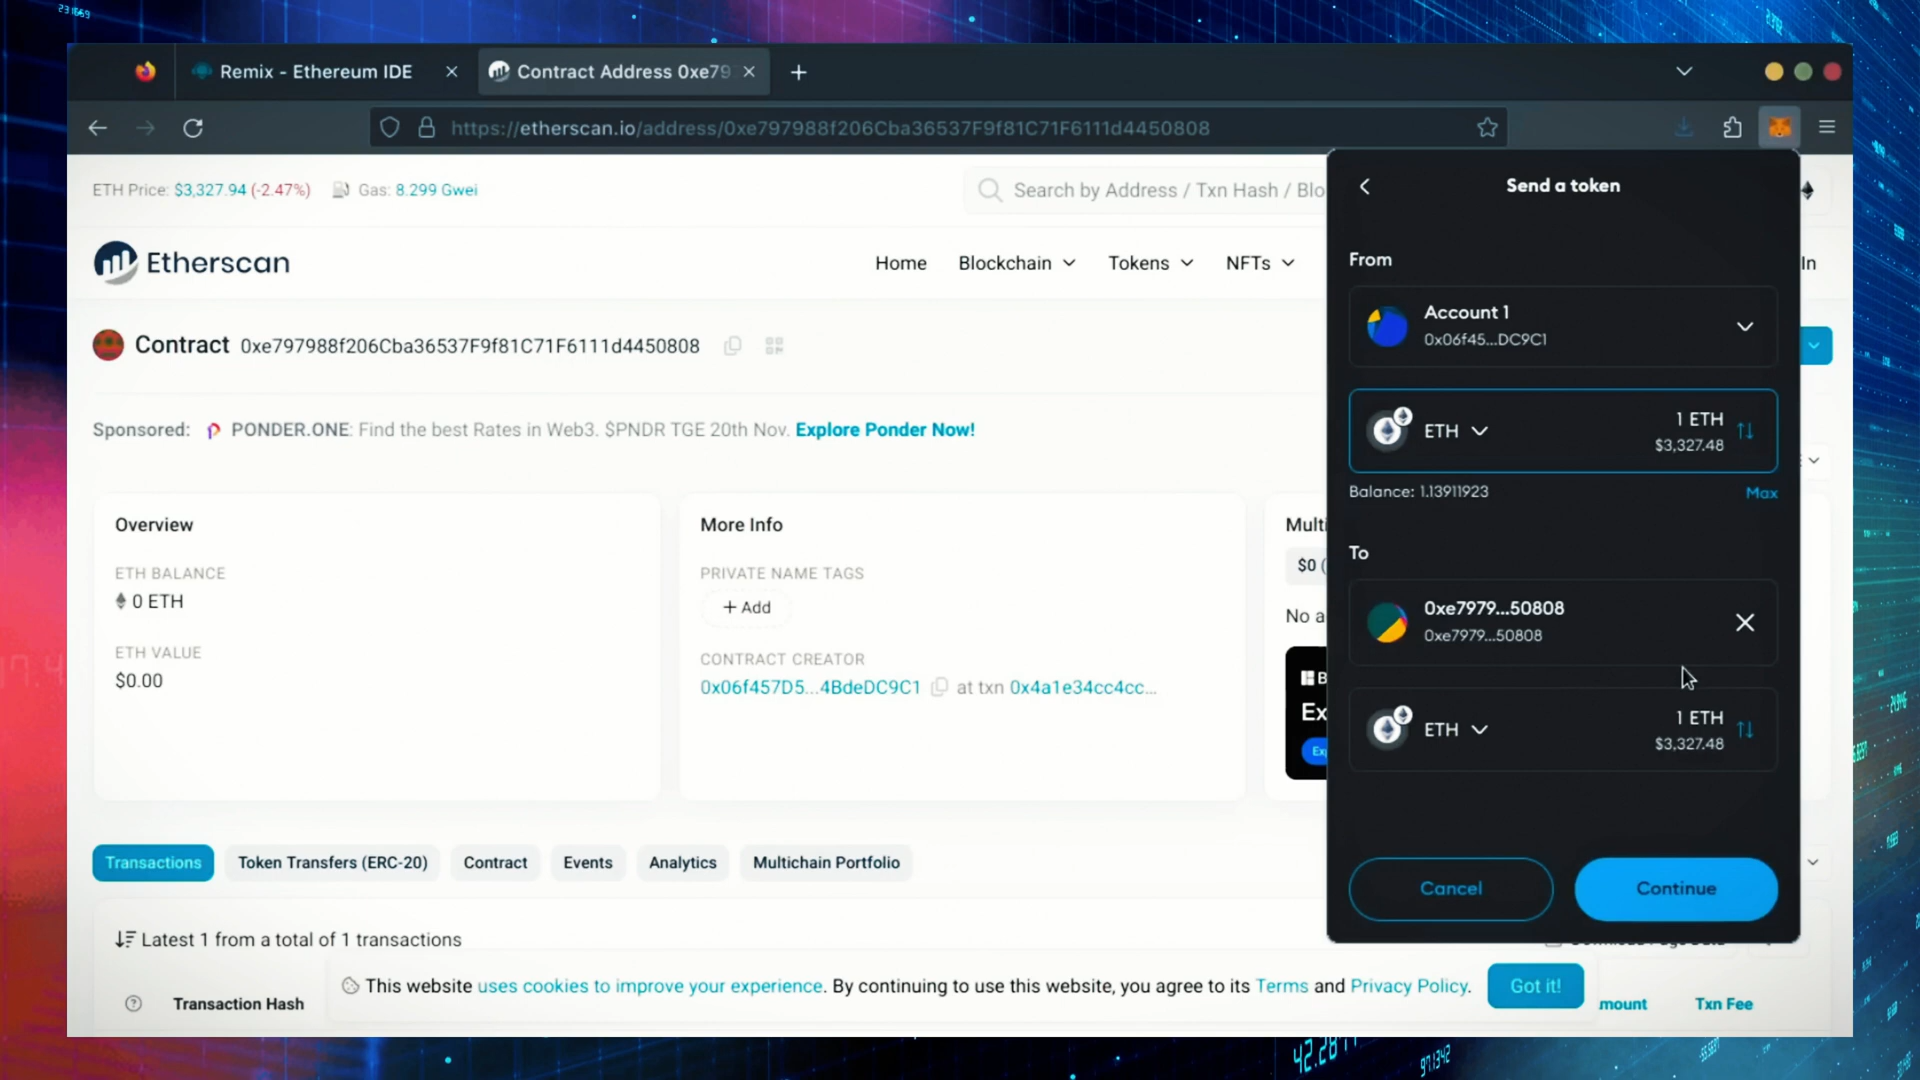 Remix - Ethereum IDE
Contract Address 0xe79
https://etherscan.io/address/0xe797988f206Cba36537F9f81C71F6111d4450808
ETH Price: $3,327.94 (-2.47%) Gas: 8.299 Gwei
Search by Address / Txn Hash / Blo
Etherscan
Home Blockchain Tokens NFTs
In
Contract 0xe797988f206Cba36537F9f81C71F6111d4450808
Sponsored: PONDER.ONE: Find the best Rates in Web3. $PNDR TGE 20th Nov. Explore Ponder Now!
Overview
ETH BALANCE
0 ETH
ETH VALUE
$0.00
More Info
PRIVATE NAME TAGS
+ Add
CONTRACT CREATOR
0x06f457D5...4BdeDC9C1 at txn 0x4a1e34cc4cc...
Multi
$0 (
No a
B
Ex
Ex
Send a token
From
Account 1
0x06f45...DC9C1
ETH 1 ETH
$3,327.48
Balance: 1.13911923 Max
To
0xe7979...50808
0xe7979...50808
ETH 1 ETH
$3,327.48
Cancel Continue
Transactions Token Transfers (ERC-20) Contract Events Analytics Multichain Portfolio
Latest 1 from a total of 1 transactions
This website uses cookies to improve your experience. By continuing to use this website, you agree to its Terms and Privacy Policy. Got it!
Transaction Hash mount Txn Fee